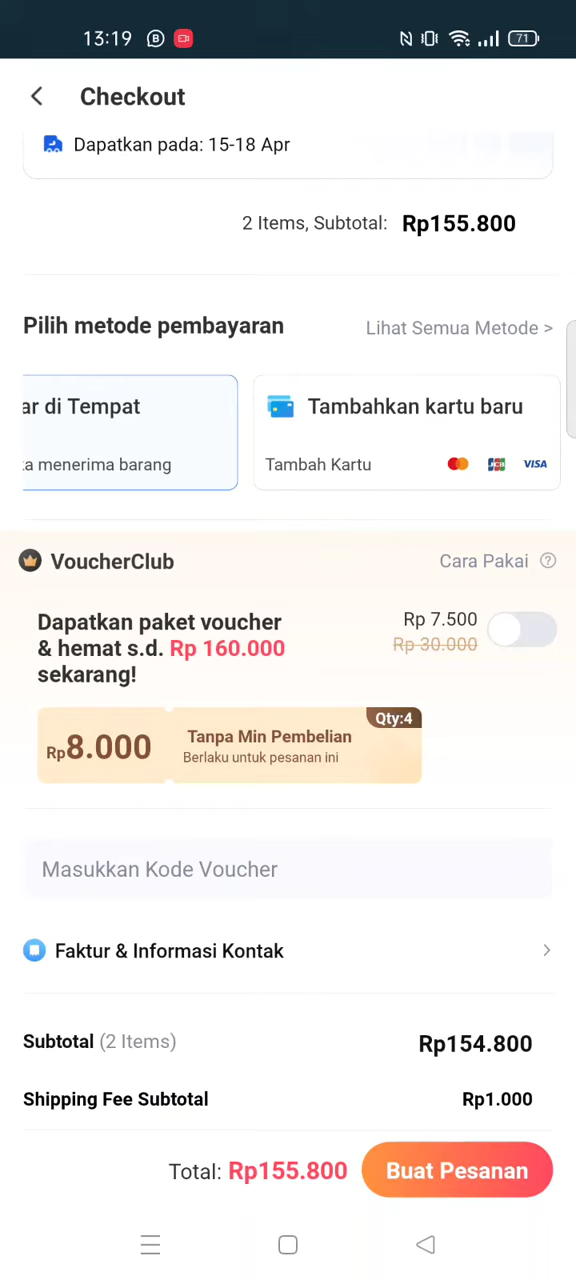 13:19
71
Checkout
Dapatkan pada: 15-18 Apr
2 Items, Subtotal: Rp155.800
Pilih metode pembayaran
Lihat Semua Metode >
ar di Tempat
a menerima barang
Tambahkan kartu baru
Tambah Kartu
JCB VISA
VoucherClub
Cara Pakai ?
Dapatkan paket voucher
& hemat s.d. Rp 160.000
sekarang!
Rp 7.500
Rp 30.000
Rp8.000
Qty:4
Tanpa Min Pembelian
Berlaku untuk pesanan ini
Masukkan Kode Voucher
Faktur & Informasi Kontak
Subtotal (2 Items) Rp154.800
Shipping Fee Subtotal Rp1.000
Total: Rp155.800
Buat Pesanan